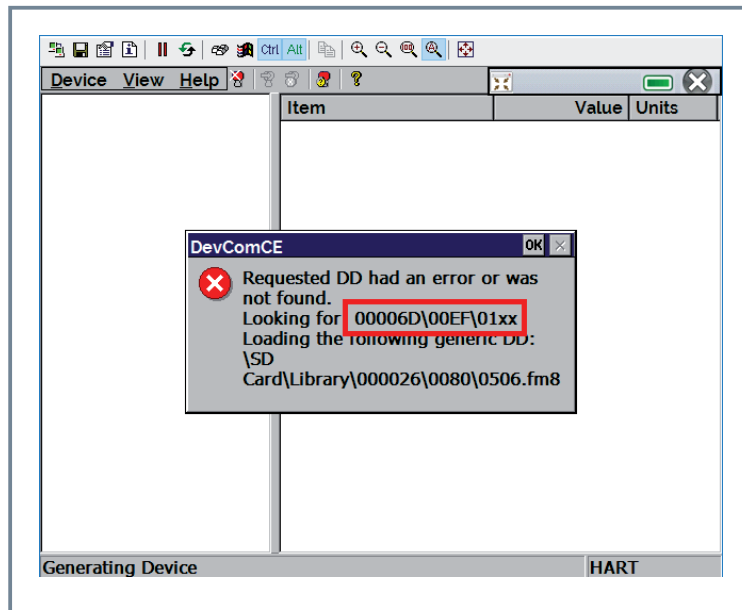 Ctrl Alt
Device View Help
Item Value Units
DevComCE OK
Requested DD had an error or was
not found.
Looking for 00006D\00EF\01xx
Loading the following generic DD:
\SD
Card\Library\000026\0080\0506.fm8
Generating Device HART